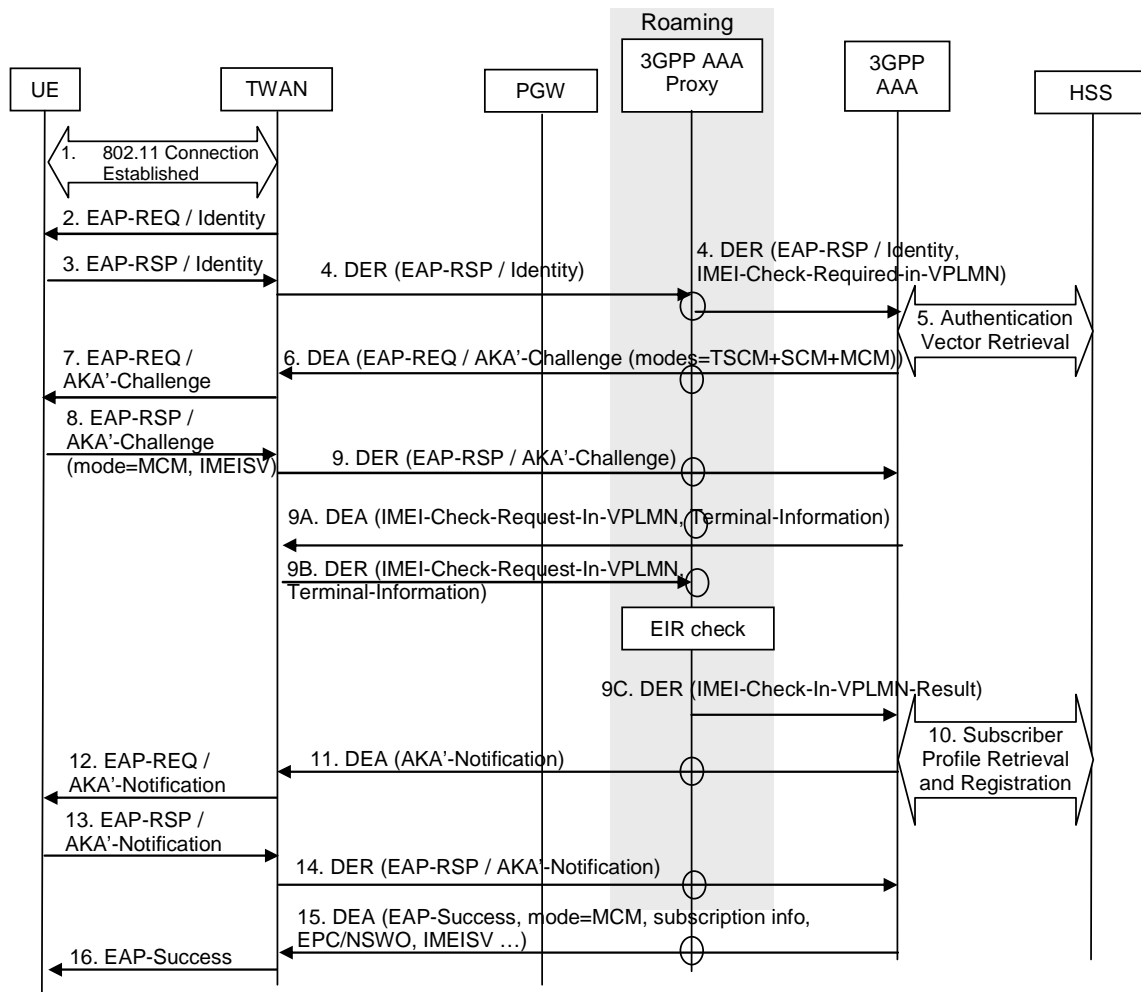 Roaming
UE
TWAN
PGW
3GPP AAA
Proxy
3GPP
AAA
HSS
1. 802.11 Connection
Established
2. EAP-REQ / Identity
3. EAP-RSP / Identity
4. DER (EAP-RSP / Identity)
4. DER (EAP-RSP / Identity,
IMEI-Check-Required-in-VPLMN)
5. Authentication
Vector Retrieval
6. DEA (EAP-REQ / AKA'-Challenge (modes=TSCM+SCM+MCM))
7. EAP-REQ /
AKA'-Challenge
8. EAP-RSP /
AKA'-Challenge
(mode=MCM, IMEISV)
9. DER (EAP-RSP / AKA'-Challenge)
9A. DEA (IMEI-Check-Request-In-VPLMN, Terminal-Information)
9B. DER (IMEI-Check-Request-In-VPLMN,
Terminal-Information)
EIR check
9C. DER (IMEI-Check-In-VPLMN-Result)
10. Subscriber
Profile Retrieval
and Registration
11. DEA (AKA'-Notification)
12. EAP-REQ /
AKA'-Notification
13. EAP-RSP /
AKA'-Notification
14. DER (EAP-RSP / AKA'-Notification)
15. DEA (EAP-Success, mode=MCM, subscription info,
EPC/NSWO, IMEISV …)
16. EAP-Success